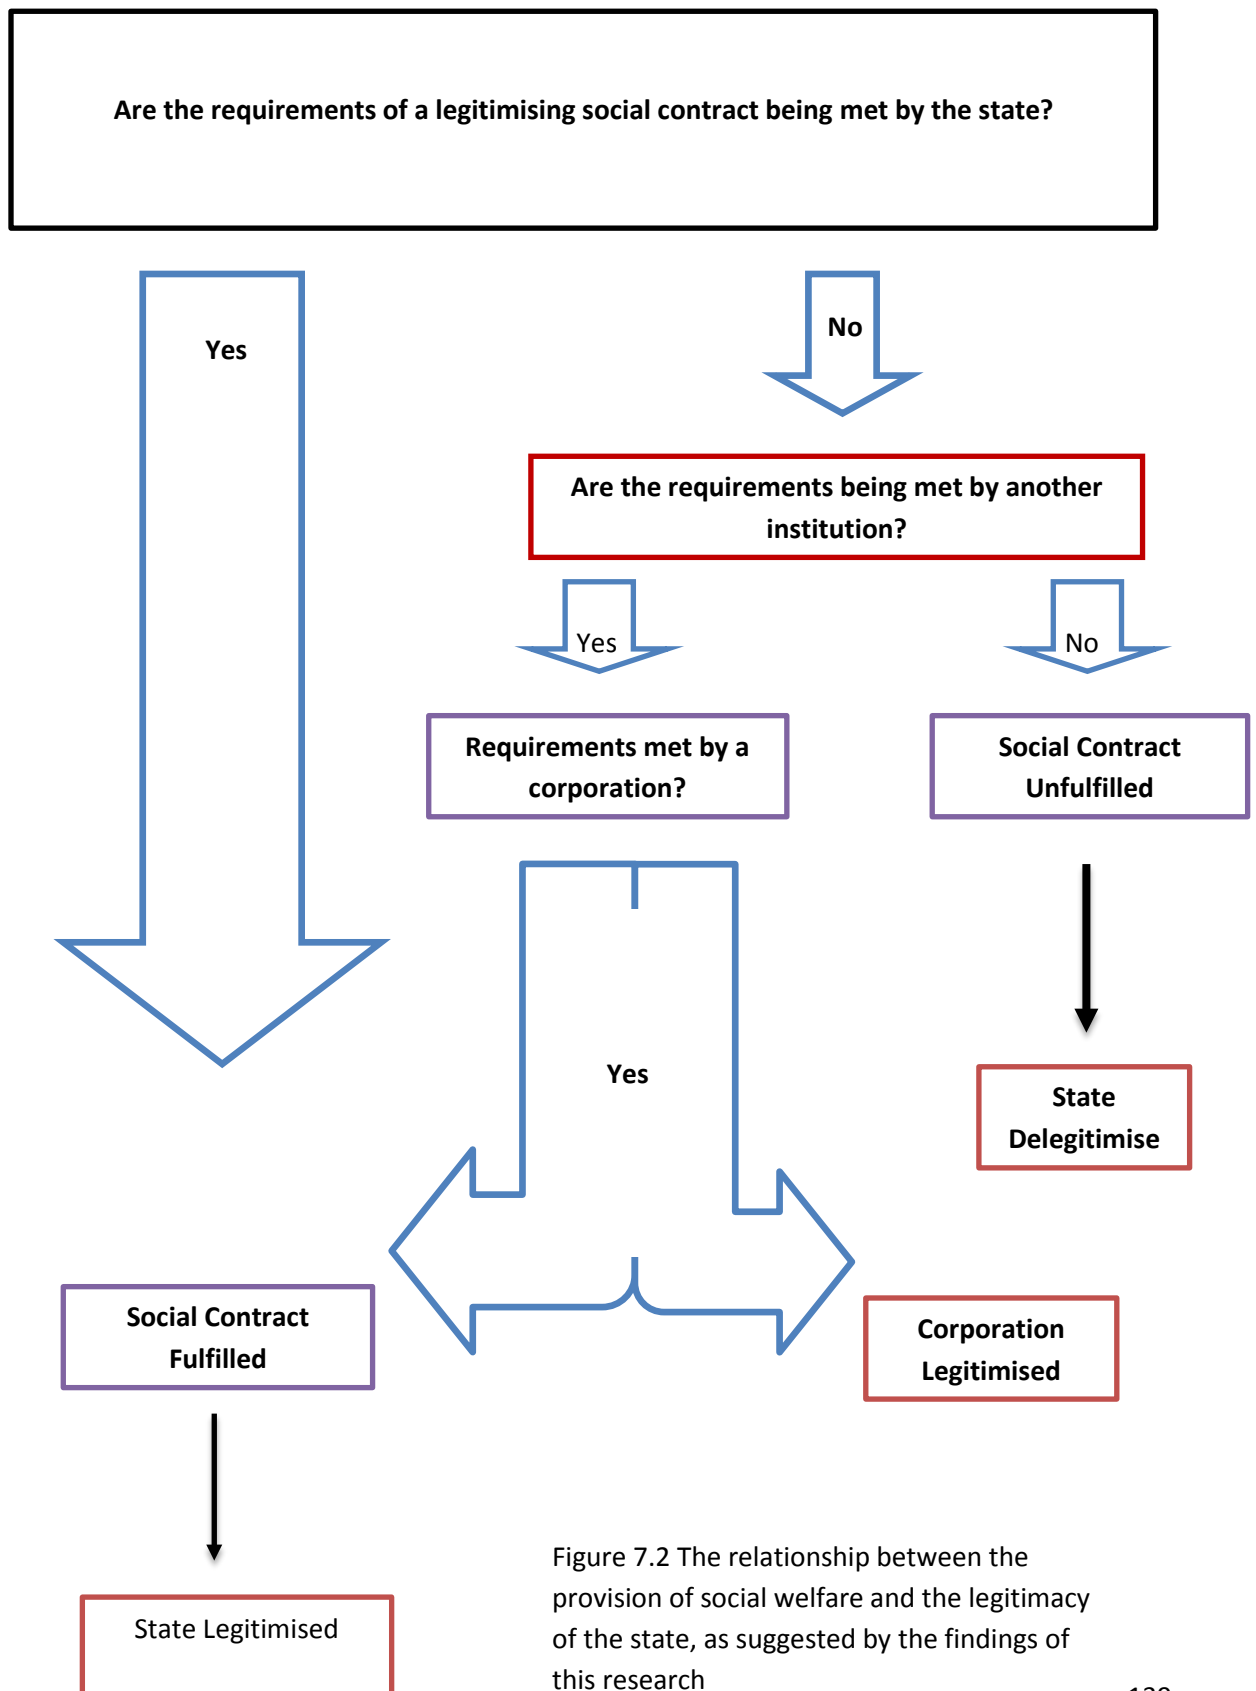 Are the requirements of a legitimising social contract being met by the state?
Yes
No
Are the requirements being met by another
institution?
Yes
No
Requirements met by a
corporation?
Social Contract
Unfulfilled
Yes
State
Delegitimise
Social Contract
Fulfilled
Corporation
Legitimised
State Legitimised
Figure 7.2 The relationship between the
provision of social welfare and the legitimacy
of the state, as suggested by the findings of
this research